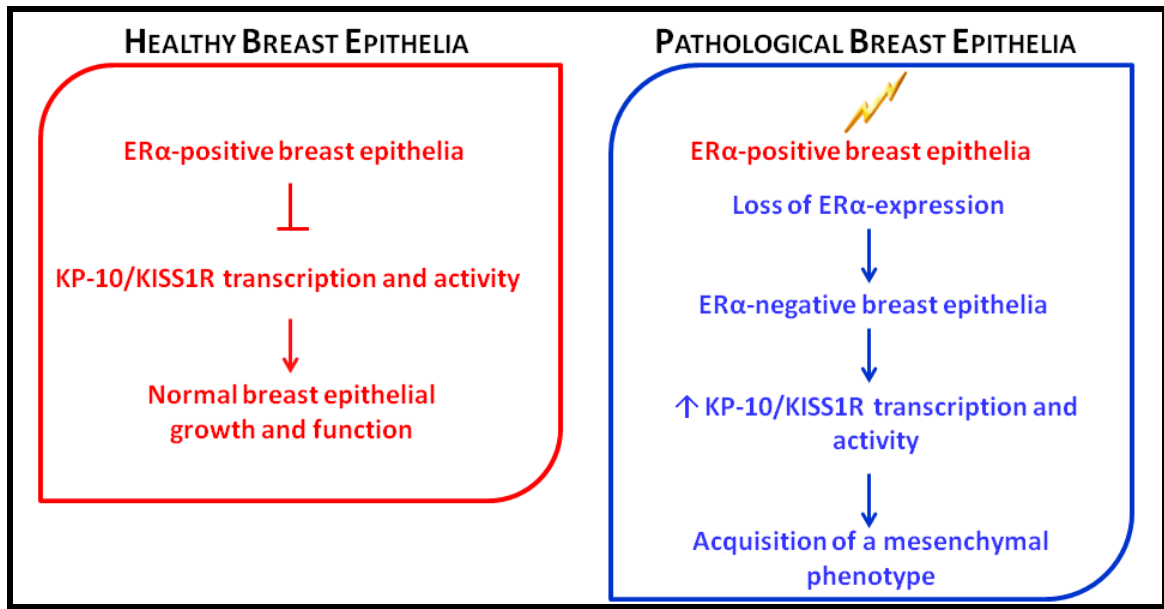 HEALTHY BREAST EPITHELIA
ERα-positive breast epithelia
KP-10/KISS1R transcription and activity
Normal breast epithelial
growth and function
PATHOLOGICAL BREAST EPITHELIA
ERα-positive breast epithelia
Loss of ERα-expression
ERα-negative breast epithelia
↑ KP-10/KISS1R transcription and
activity
Acquisition of a mesenchymal
phenotype